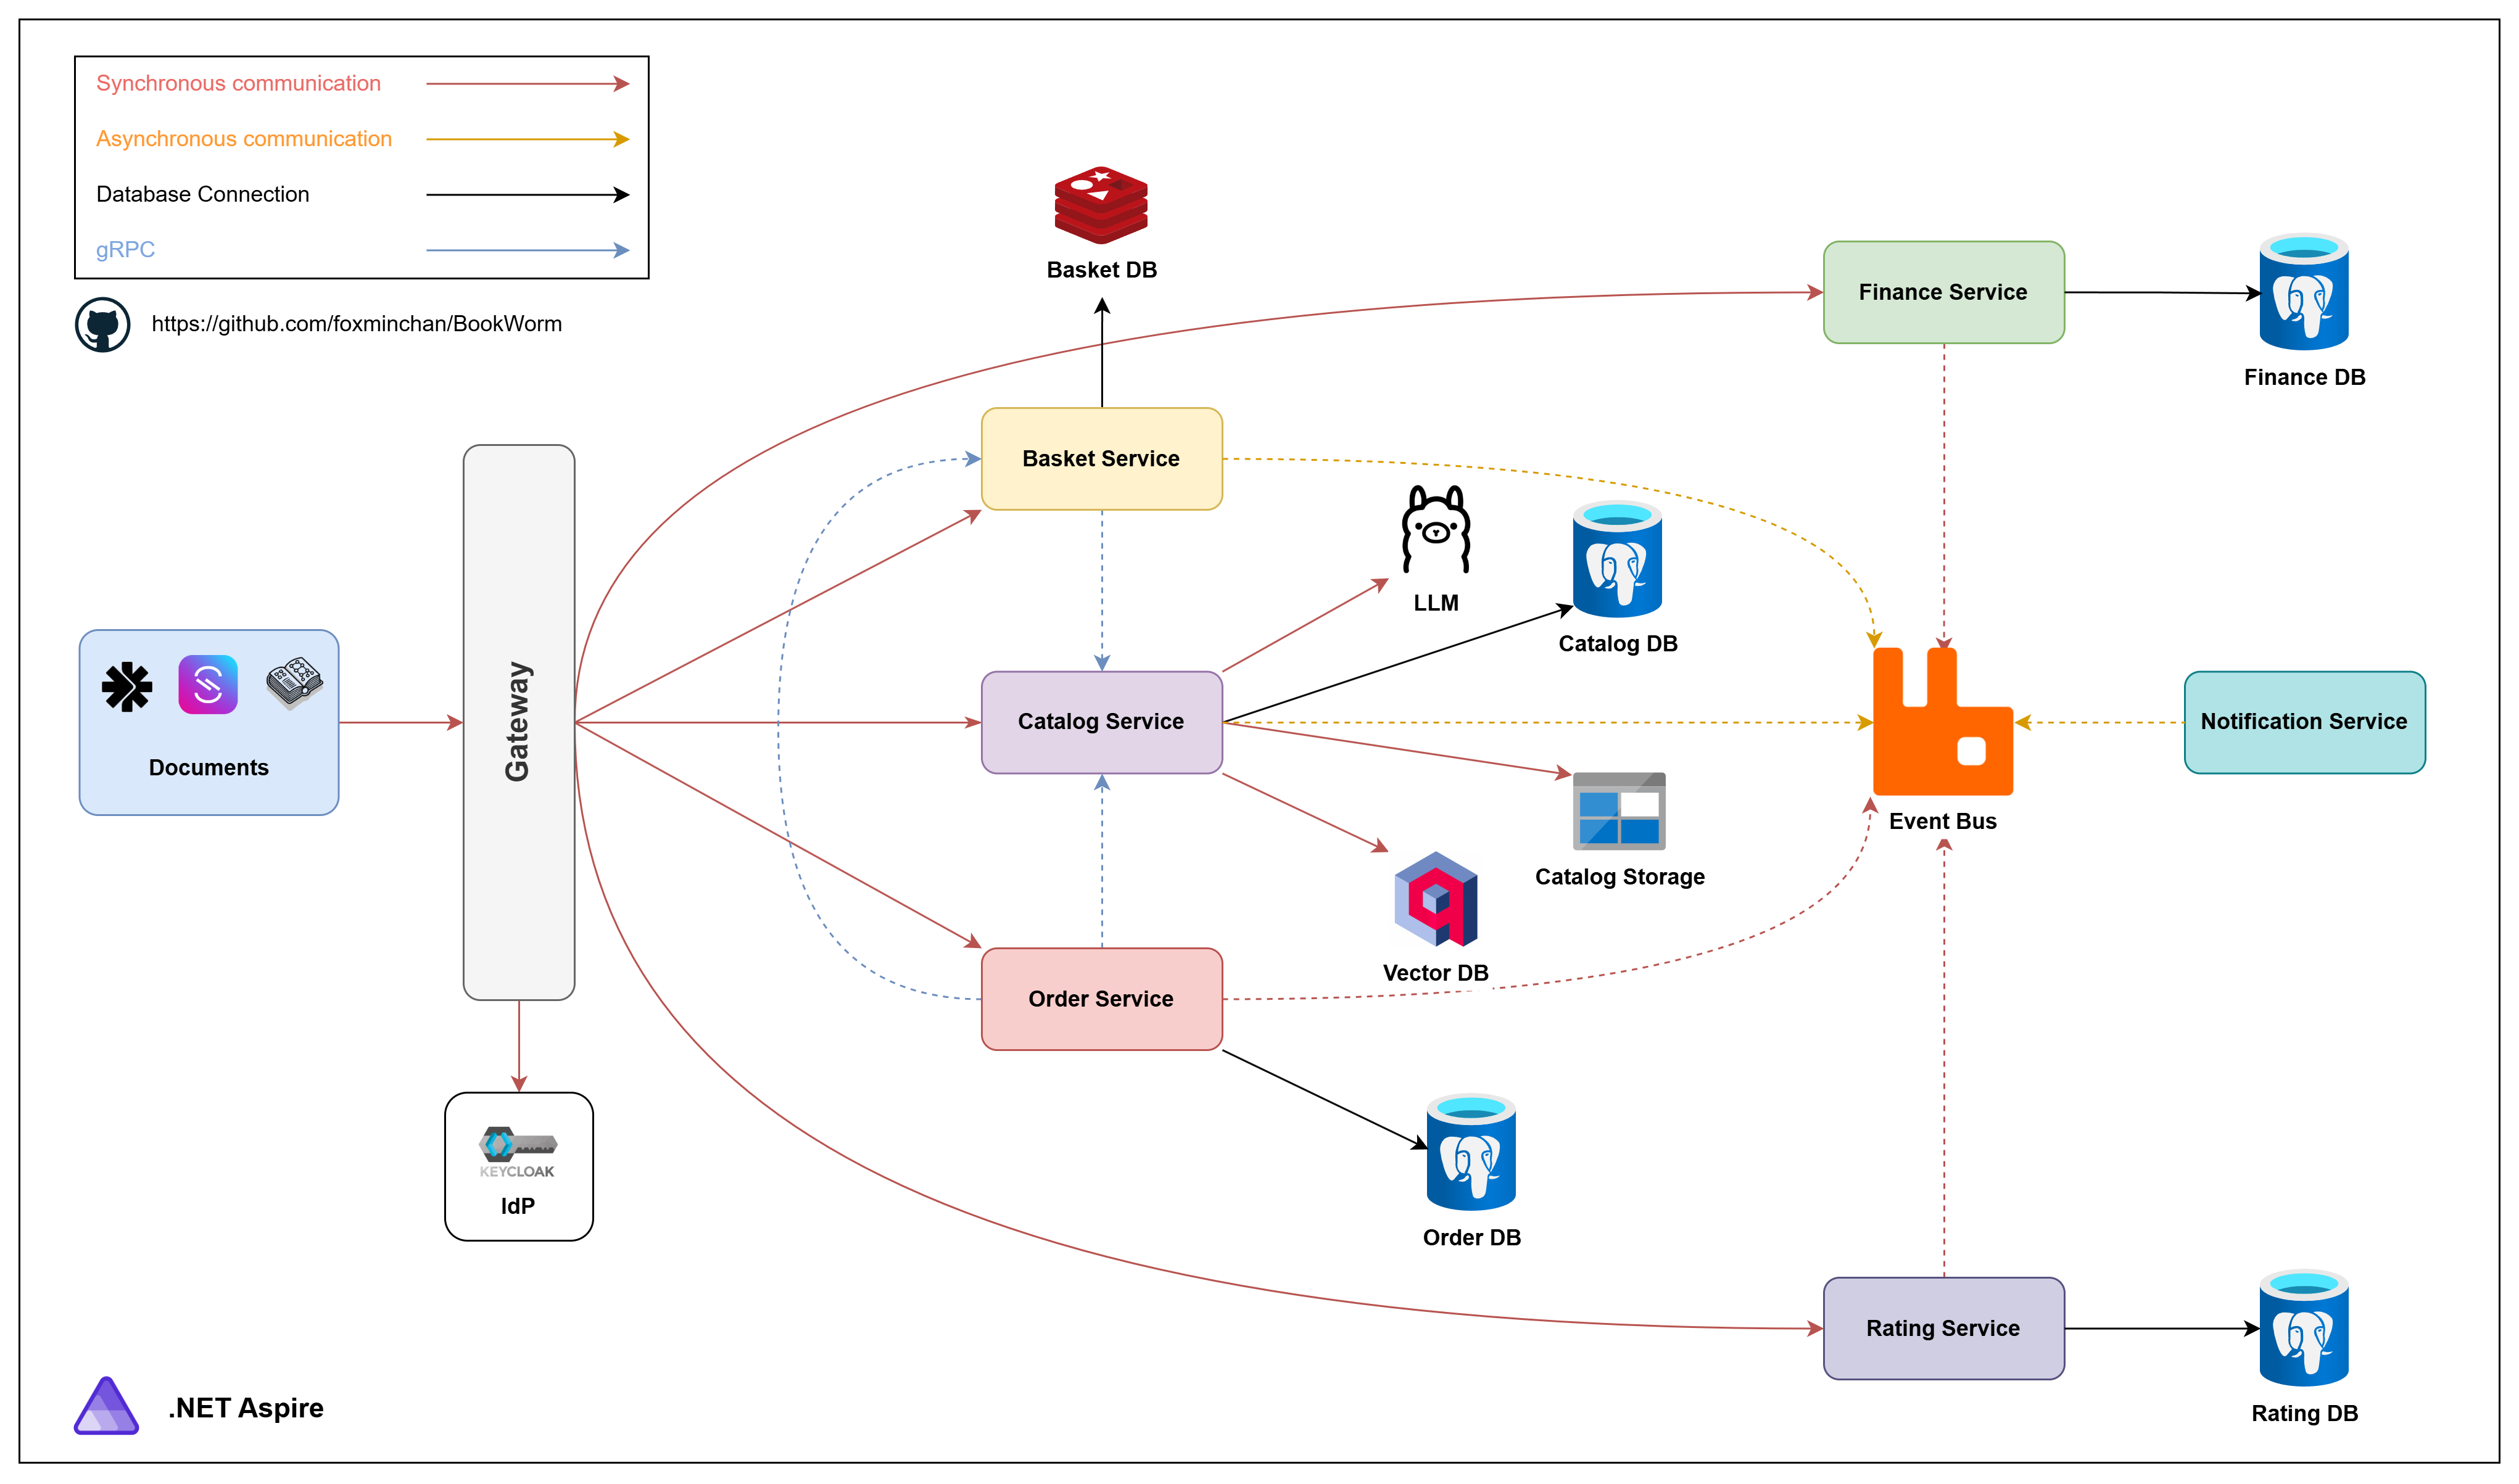 Synchronous communication
Asynchronous communication
Database Connection
gRPC
https://github.com/foxminchan/BookWorm
Basket DB
Finance Service
Finance DB
Basket Service
LLM
Catalog DB
Gateway
Documents
Catalog Service
Notification Service
Event Bus
Catalog Storage
Vector DB
Order Service
KEYCLOAK
IdP
Order DB
Rating Service
Rating DB
.NET Aspire